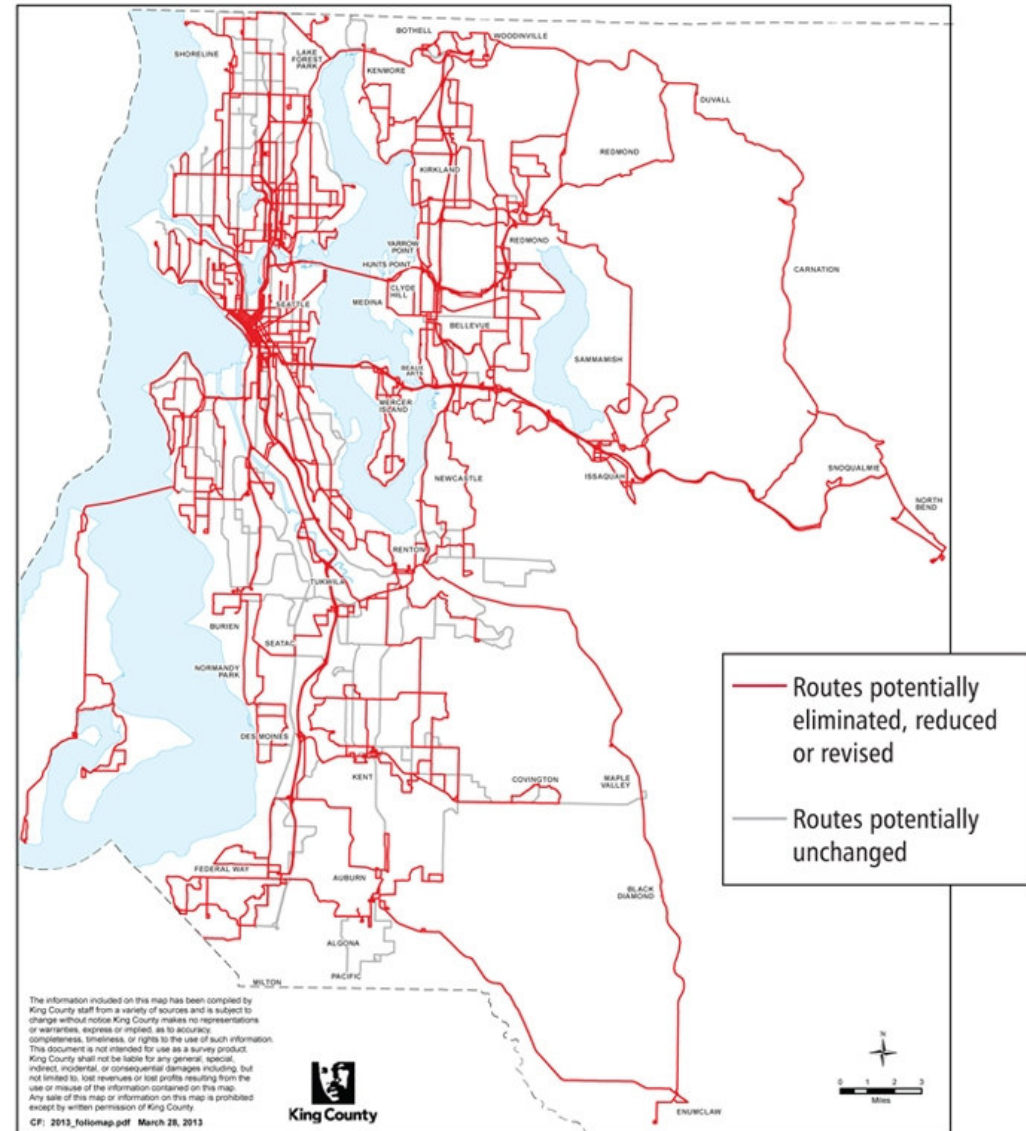 BOTHELL
WOODINVILLE
SHORELINE
LAKE
FOREST
PARK
KENMORE
DUVALL
REDMOND
KIRKLAND
YARROW
POINT
REDMOND
HUNTS POINT
CARNATION
CLYDE
HILL
MEDINA
SEATTLE
BELLEVUE
SAMMAMISH
BEAUX
ARTS
MERCER
ISLAND
SNOQUALMIE
ISSAQUAH
NEWCASTLE
NORTH
BEND
RENTON
TUKWILA
BURIEN
SEATAC
NORMANDY
PARK
Routes potentially
eliminated, reduced
or revised
DES MOINES
KENT
COVINGTON
MAPLE
VALLEY
Routes potentially
unchanged
FEDERAL WAY
AUBURN
BLACK
DIAMOND
ALGONA
PACIFIC
MILTON
The information included on this map has been compiled by
King County staff from a variety of sources and is subject to
change without notice. King County makes no representations
or warranties, express or implied, as to accuracy,
completeness, timeliness, or rights to the use of such information.
This document is not intended for use as a survey product.
King County shall not be liable for any general, special,
indirect, incidental, or consequential damages including, but
not limited to, lost revenues or lost profits resulting from the
use or misuse of the information contained on this map.
Any sale of this map or information on this map is prohibited
except by written permission of King County.
CF: 2013_foliomap.pdf March 28, 2013
King County
N
0 1 2 3
Miles
ENUMCLAW